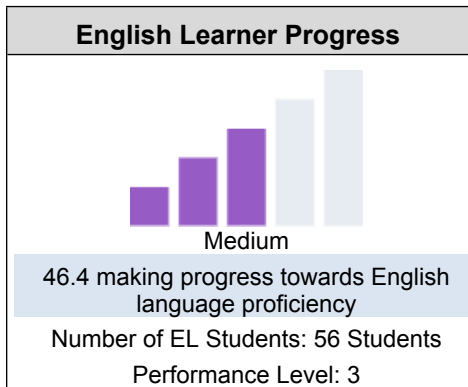 English Learner Progress
Medium
46.4 making progress towards English
language proficiency
Number of EL Students: 56 Students
Performance Level: 3